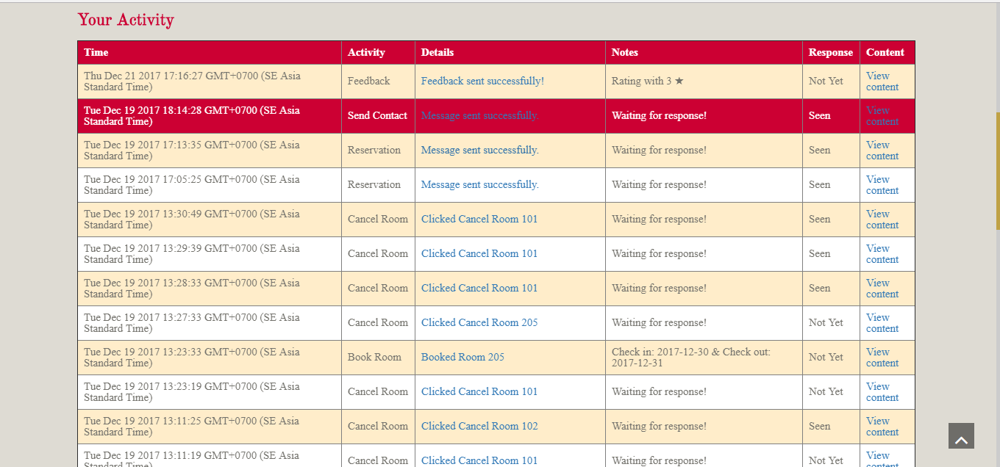 Your Activity
Time Activity Details Notes Response Content
Thu Dec 21 2017 17:16:27 GMT+0700 (SE Asia
Standard Time)
Feedback
Feedback sent successfully!
Rating with 3 ★
Not Yet
View
content
Tue Dec 19 2017 18:14:28 GMT+0700 (SE Asia
Standard Time)
Send Contact
Message sent successfully.
Waiting for response!
Seen
View
content
Tue Dec 19 2017 17:13:35 GMT+0700 (SE Asia
Standard Time)
Reservation
Message sent successfully.
Waiting for response!
Seen
View
content
Tue Dec 19 2017 17:05:25 GMT+0700 (SE Asia
Standard Time)
Reservation
Message sent successfully.
Waiting for response!
Seen
View
content
Tue Dec 19 2017 13:30:49 GMT+0700 (SE Asia
Standard Time)
Cancel Room
Clicked Cancel Room 101
Waiting for response!
Seen
View
content
Tue Dec 19 2017 13:29:39 GMT+0700 (SE Asia
Standard Time)
Cancel Room
Clicked Cancel Room 101
Waiting for response!
Seen
View
content
Tue Dec 19 2017 13:28:33 GMT+0700 (SE Asia
Standard Time)
Cancel Room
Clicked Cancel Room 101
Waiting for response!
Seen
View
content
Tue Dec 19 2017 13:27:33 GMT+0700 (SE Asia
Standard Time)
Cancel Room
Clicked Cancel Room 205
Waiting for response!
Not Yet
View
content
Tue Dec 19 2017 13:23:33 GMT+0700 (SE Asia
Standard Time)
Book Room
Booked Room 205
Check in: 2017-12-30 & Check out:
2017-12-31
Not Yet
View
content
Tue Dec 19 2017 13:23:19 GMT+0700 (SE Asia
Standard Time)
Cancel Room
Clicked Cancel Room 101
Waiting for response!
Not Yet
View
content
Tue Dec 19 2017 13:11:25 GMT+0700 (SE Asia
Standard Time)
Cancel Room
Clicked Cancel Room 102
Waiting for response!
Seen
View
content
Tue Dec 19 2017 13:11:19 GMT+0700 (SE Asia
Standard Time)
Cancel Room
Clicked Cancel Room 101
Waiting for response!
Not Yet
View
content